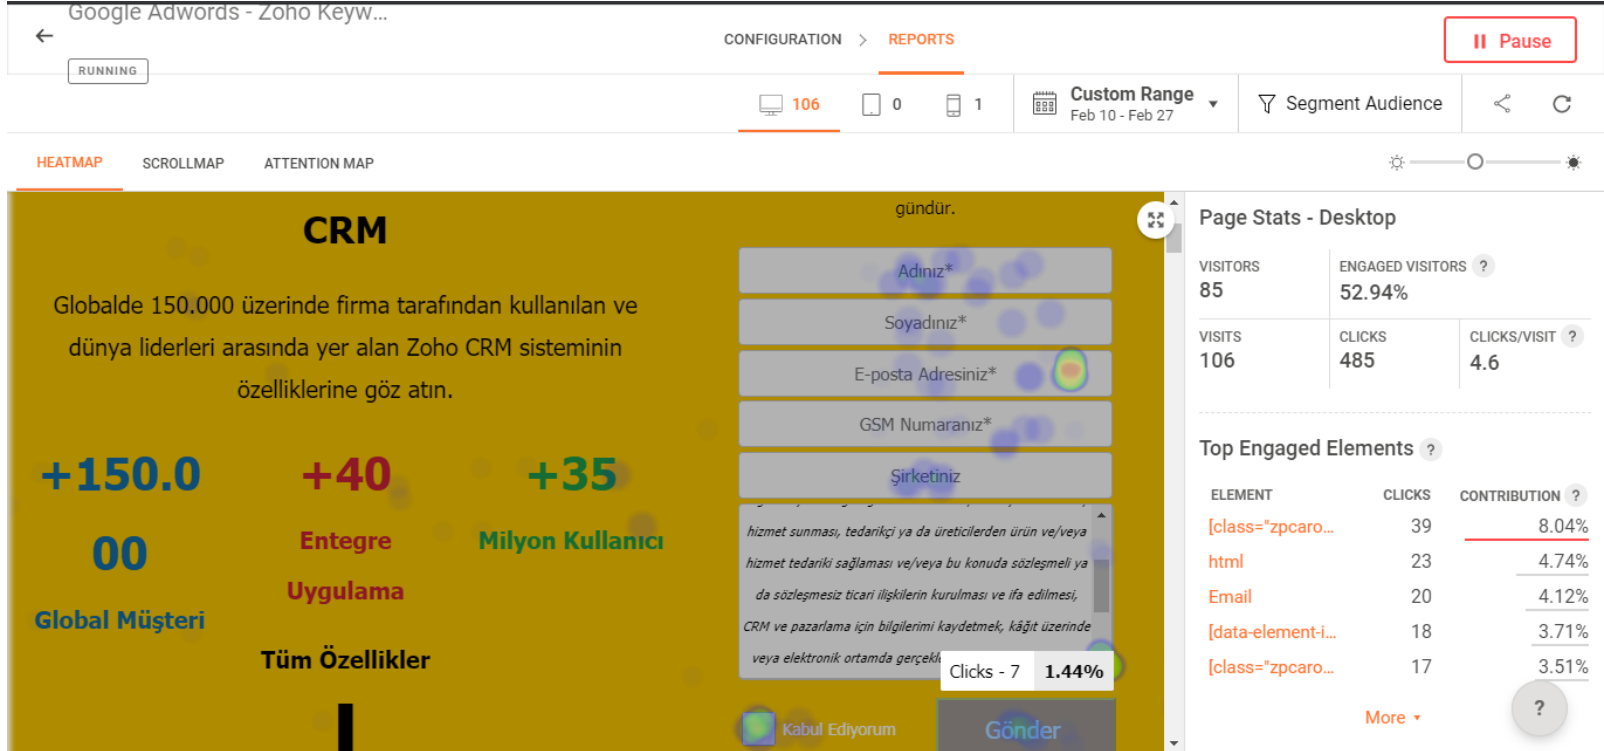 Google Adwords - Zoho Keyw...
RUNNING
CONFIGURATION > REPORTS
Pause
106
0
1
Custom Range
Feb 10 - Feb 27
Segment Audience
HEATMAP
SCROLLMAP
ATTENTION MAP
CRM
Globalde 150.000 üzerinde firma tarafından kullanılan ve
dünya liderleri arasında yer alan Zoho CRM sisteminin
özelliklerine göz atın.
+150.0
00
Global Müşteri
+40
Entegre
Uygulama
+35
Milyon Kullanıcı
Tüm Özellikler
gündür.
Adınız*
Soyadınız*
E-posta Adresiniz*
GSM Numaranız*
Şirketiniz
hizmet sunması, tedarikçi ya da üreticilerden ürün ve/veya
hizmet tedariki sağlaması ve/veya bu konuda sözleşmeli ya
da sözleşmesiz ticari ilişkilerin kurulması ve ifa edilmesi,
CRM ve pazarlama için bilgilerimi kaydetmek, kâğıt üzerinde
veya elektronik ortamda
Clicks - 7 1.44%
Kabul Ediyorum
Gönder
Page Stats - Desktop
VISITORS
85
ENGAGED VISITORS ?
52.94%
VISITS
106
CLICKS
485
CLICKS/VISIT ?
4.6
Top Engaged Elements ?
ELEMENT CLICKS CONTRIBUTION ?
[class="zpcaro... 39 8.04%
html 23 4.74%
Email 20 4.12%
[data-element-i... 18 3.71%
[class="zpcaro... 17 3.51%
More
?